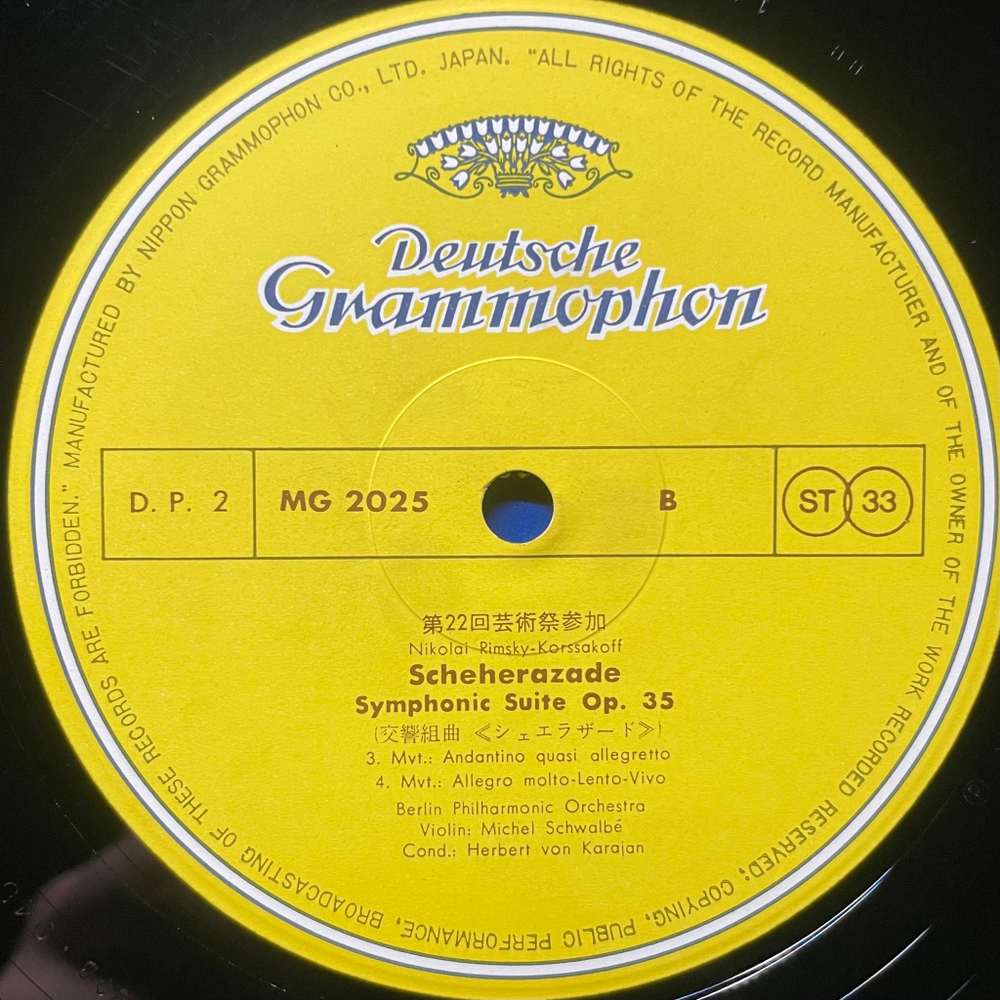 MANUFACTURED BY NIPPON GRAMMOPHON CO., LTD. JAPAN. "ALL RIGHTS OF THE RECORD MANUFACTURER AND OF THE OWNER OF THE WORK RECORDED RESERVED; COPYING, PUBLIC PERFORMANCE, BROADCASTING OF THESE RECORDS ARE FORBIDDEN."
Deutsche
Grammophon
D. P. 2 MG 2025 B ST 33
第22回芸術祭参加
Nikolai Rimsky-Korssakoff
Scheherazade
Symphonic Suite Op. 35
(交響組曲 ≪シェエラザード≫)
3. Mvt.: Andantino quasi allegretto
4. Mvt.: Allegro molto-Lento-Vivo
Berlin Philharmonic Orchestra
Violin: Michel Schwalbé
Cond.: Herbert von Karajan